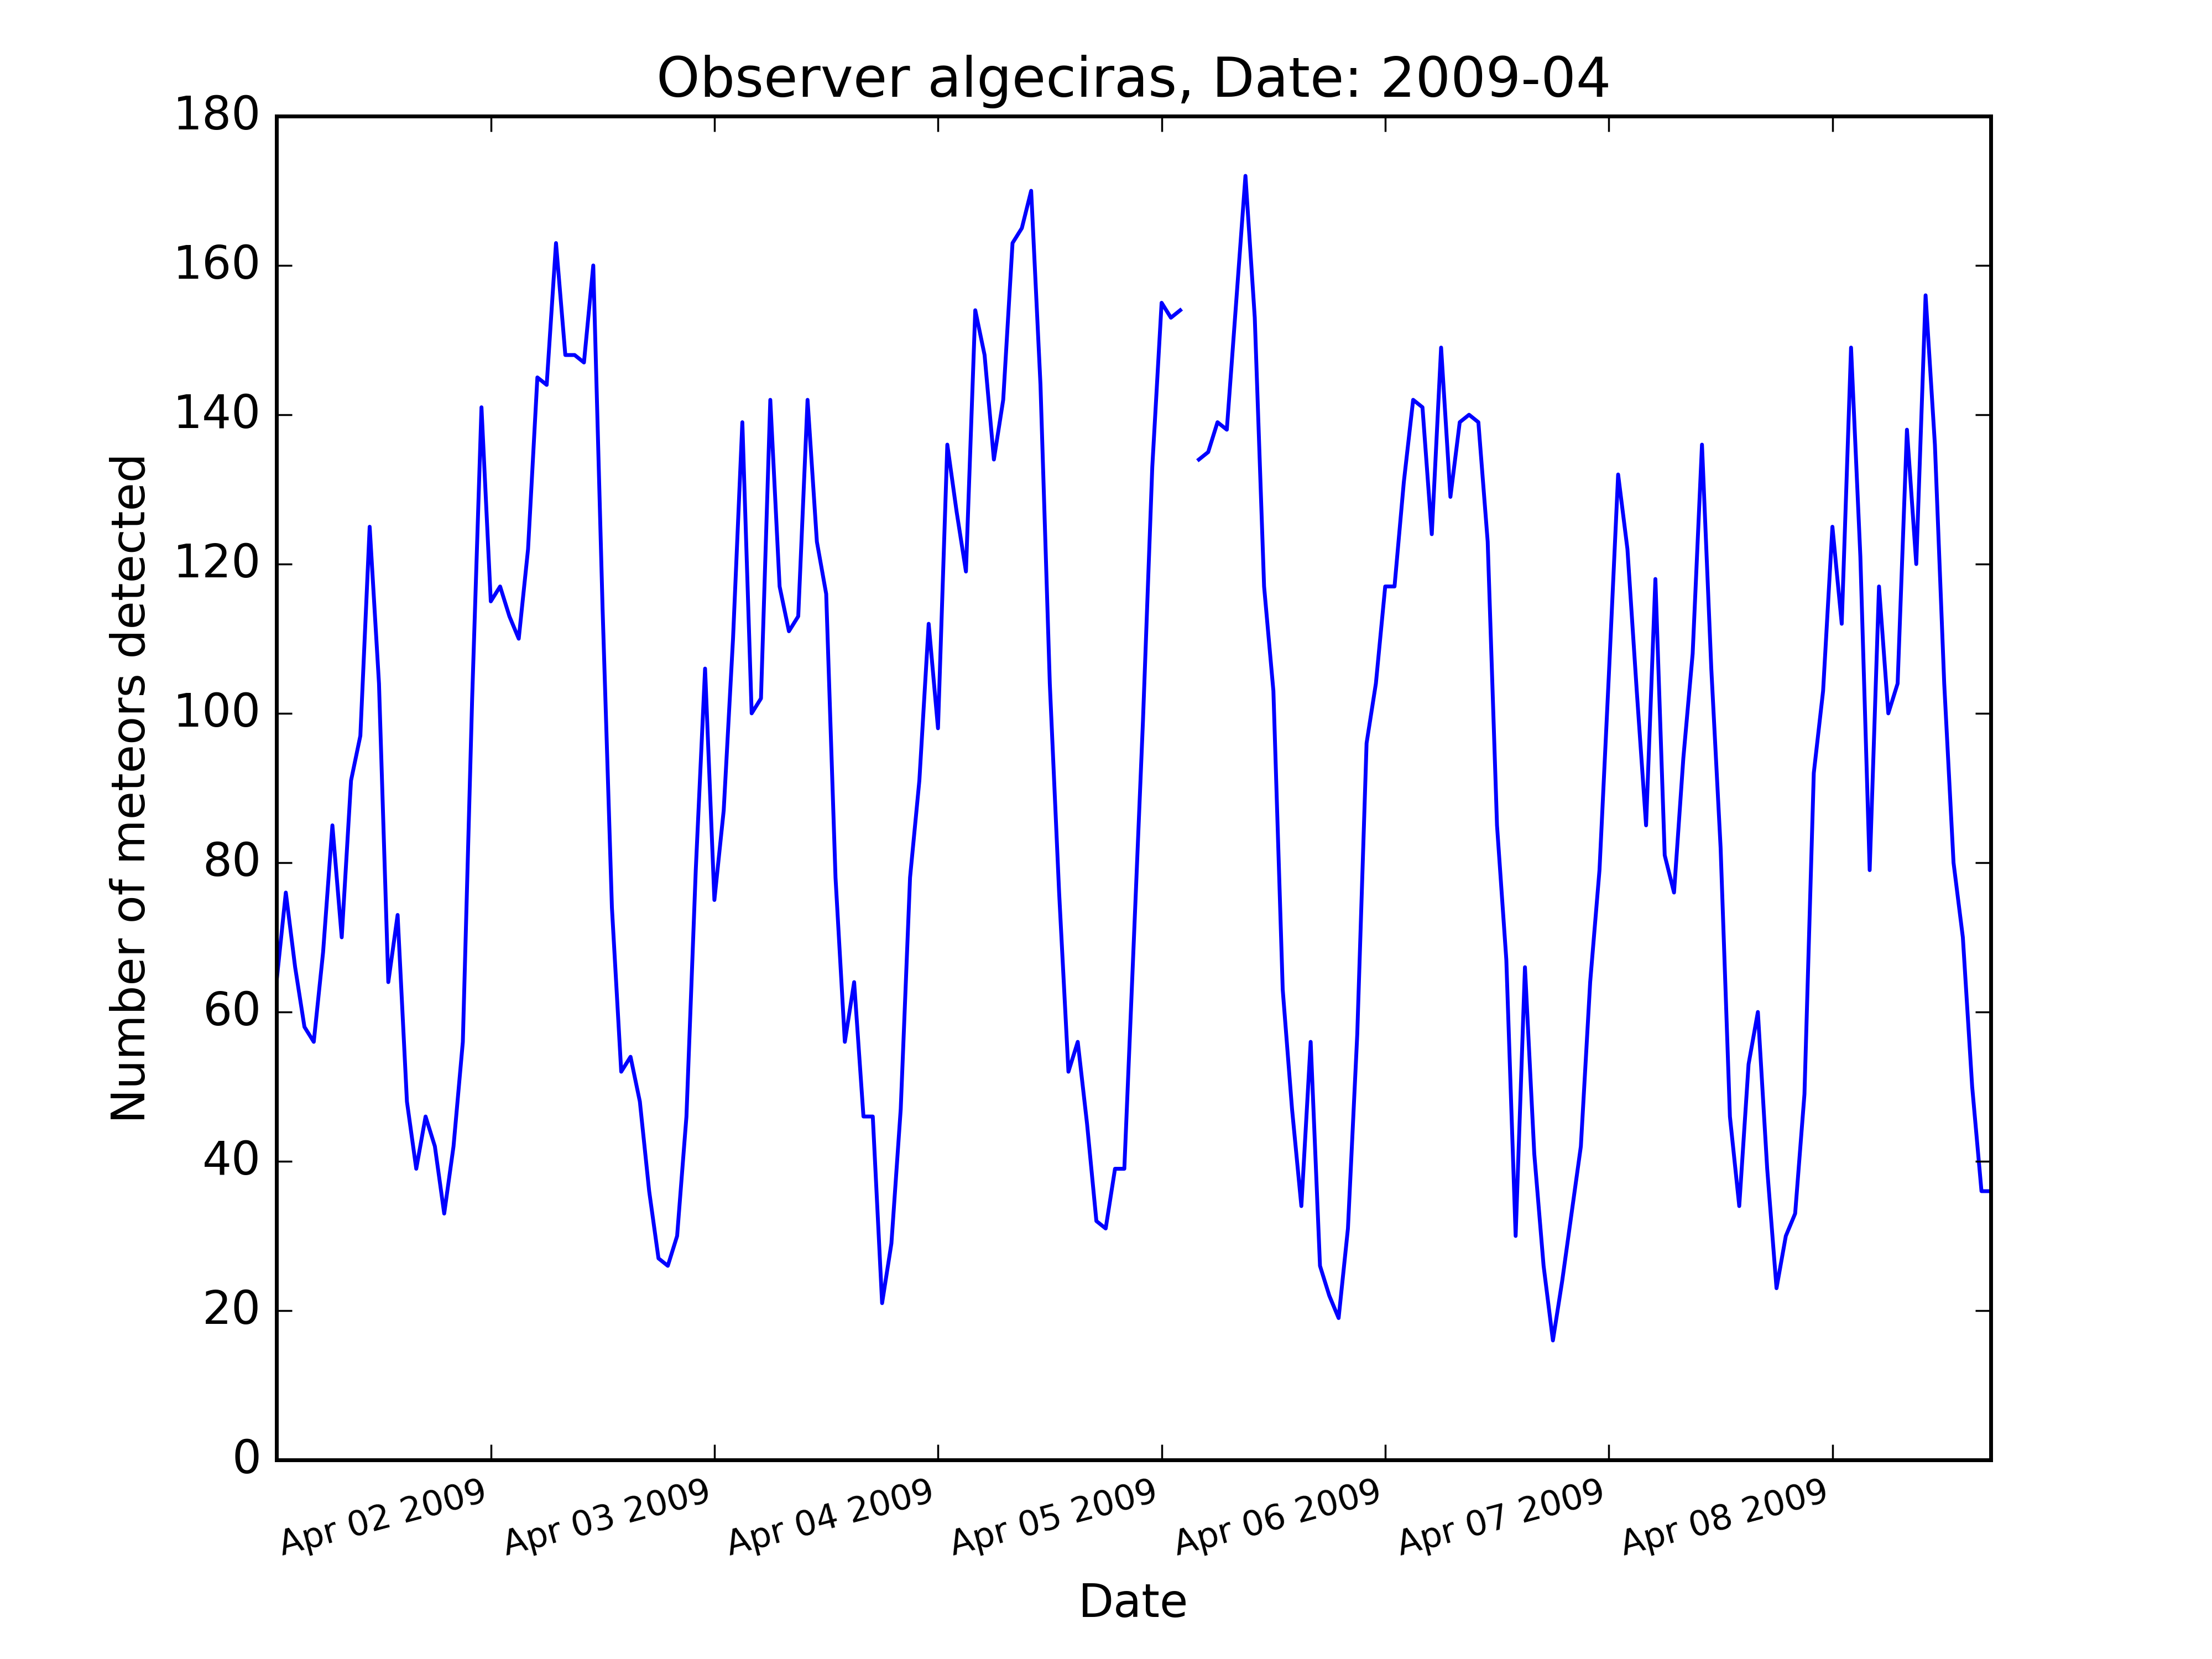 Observer algeciras, Date: 2009-04
180
160
140
120
100
80
60
40
20
0
Number of meteors detected
Apr 02 2009
Apr 03 2009
Apr 04 2009
Apr 05 2009
Apr 06 2009
Apr 07 2009
Apr 08 2009
Date